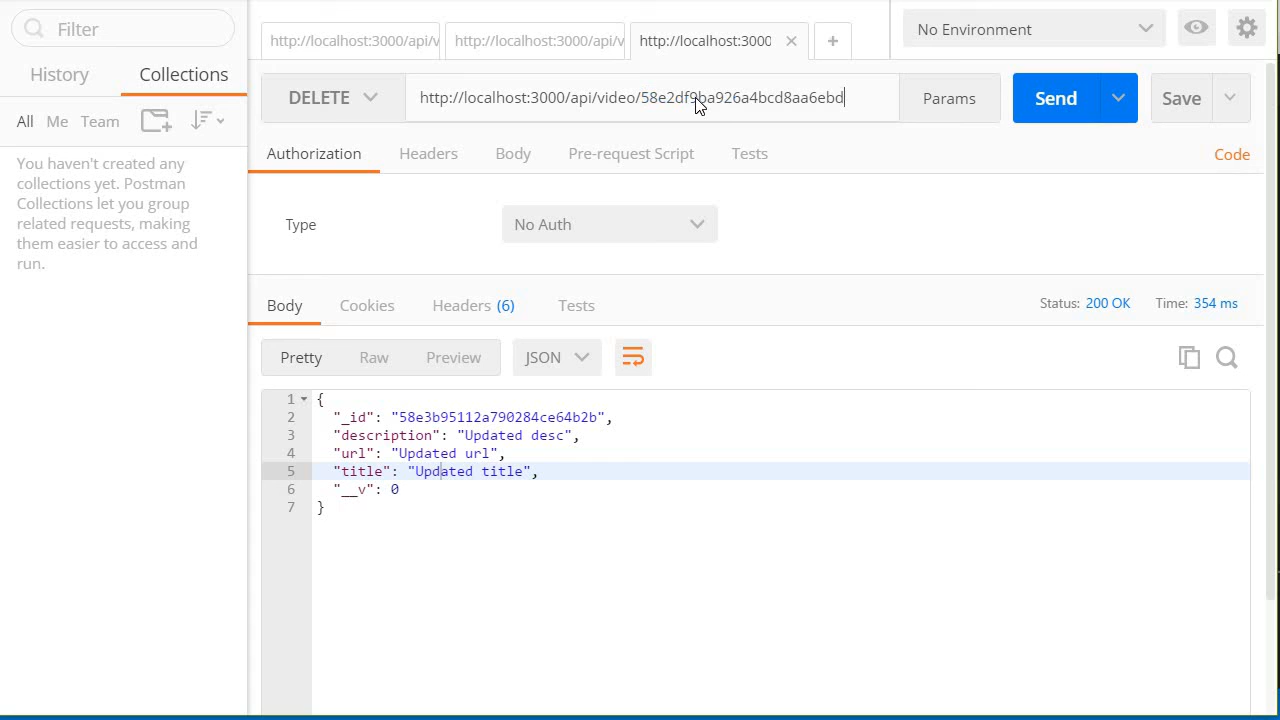 Filter
History
Collections
All
Me
Team
You haven't created any
collections yet. Postman
Collections let you group
related requests, making
them easier to access and
run.
http://localhost:3000/api/v
http://localhost:3000/api/v
http://localhost:3000
No Environment
DELETE
http://localhost:3000/api/video/58e2df9ba926a4bcd8aa6ebd
Params
Send
Save
Authorization
Headers
Body
Pre-request Script
Tests
Code
Type
No Auth
Body
Cookies
Headers (6)
Tests
Status: 200 OK
Time: 354 ms
Pretty
Raw
Preview
JSON
1 {
2 "_id": "58e3b95112a790284ce64b2b",
3 "description": "Updated desc",
4 "url": "Updated url",
5 "title": "Updated title",
6 "__v": 0
7 }